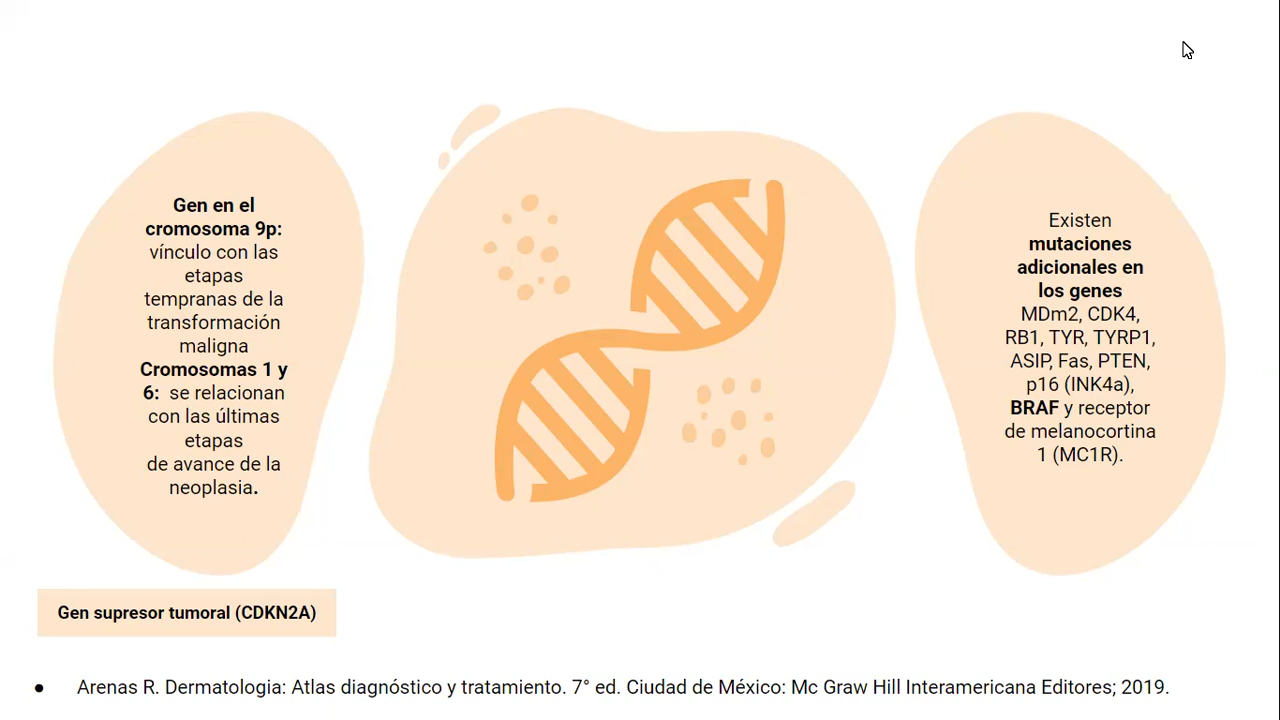 Gen en el
cromosoma 9p:
vínculo con las
etapas
tempranas de la
transformación
maligna
Cromosomas 1 y
6: se relacionan
con las últimas
etapas
de avance de la
neoplasia.
Existen
mutaciones
adicionales en
los genes
MDm2, CDK4,
RB1, TYR, TYRP1,
ASIP, Fas, PTEN,
p16 (INK4a),
BRAF y receptor
de melanocortina
1 (MC1R).
Gen supresor tumoral (CDKN2A)
● Arenas R. Dermatologia: Atlas diagnóstico y tratamiento. 7° ed. Ciudad de México: Mc Graw Hill Interamericana Editores; 2019.